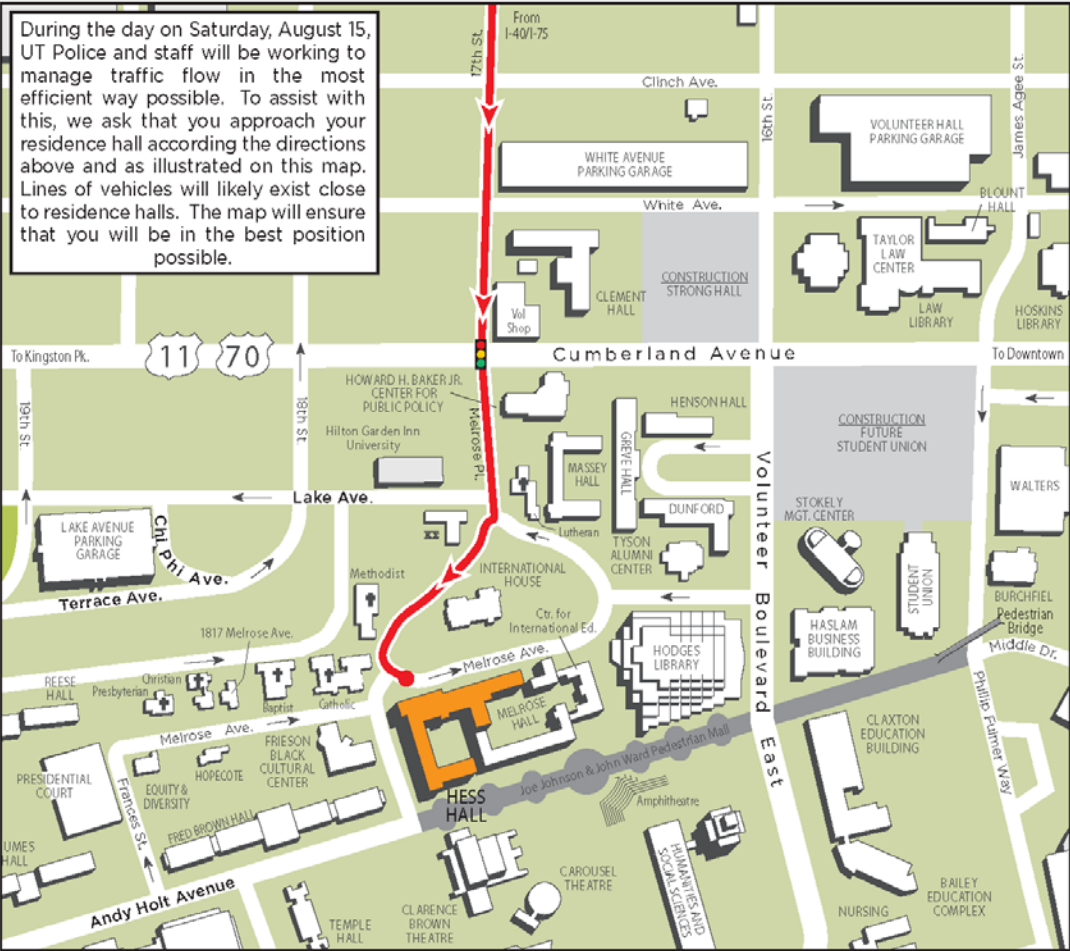 During the day on Saturday, August 15,
UT Police and staff will be working to
manage traffic flow in the most
efficient way possible. To assist with
this, we ask that you approach your
residence hall according the directions
above and as illustrated on this map.
Lines of vehicles will likely exist close
to residence halls. The map will ensure
that you will be in the best position
possible.
From
I-40/I-75
17th St.
Clinch Ave.
16th St.
James Agee St.
VOLUNTEER HALL
PARKING GARAGE
WHITE AVENUE
PARKING GARAGE
White Ave.
BLOUNT
HALL
TAYLOR
LAW
CENTER
LAW
LIBRARY
HOSKINS
LIBRARY
CONSTRUCTION
STRONG HALL
CLEMENT
HALL
Vol
Shop
To Kingston Pk.
11
70
Cumberland Avenue
To Downtown
HOWARD H. BAKER JR.
CENTER FOR
PUBLIC POLICY
Melrose Pl.
19th St.
18th St.
Hilton Garden Inn
University
HENSON HALL
GREVE HALL
MASSEY
HALL
DUNFORD
CONSTRUCTION
FUTURE
STUDENT UNION
WALTERS
Lake Ave.
LAKE AVENUE
PARKING
GARAGE
Chi Phi Ave.
Terrace Ave.
Lutheran
TYSON
ALUMNI
CENTER
Volunteer Boulevard
STOKELY
MGT. CENTER
STUDENT
UNION
BURCHFIEL
Pedestrian
Bridge
Middle Dr.
Methodist
INTERNATIONAL
HOUSE
Ctr. for
International Ed.
HODGES
LIBRARY
HASLAM
BUSINESS
BUILDING
1817 Melrose Ave.
Melrose Ave.
REESE
HALL
Christian
Presbyterian
Baptist
Catholic
MELROSE
HALL
Melrose Ave.
PRESIDENTIAL
COURT
Frances St.
EQUITY &
DIVERSITY
HOPECOTE
FRIESON
BLACK
CULTURAL
CENTER
HESS
HALL
Joe Johnson & John Ward Pedestrian Mall
Amphitheatre
East
CLAXTON
EDUCATION
BUILDING
Phillip Fulmer Way
FRED BROWN HALL
UMES
HALL
Andy Holt Avenue
TEMPLE
HALL
CLARENCE
BROWN
THEATRE
CAROUSEL
THEATRE
HUMANITIES AND
SOCIAL SCIENCES
NURSING
BAILEY
EDUCATION
COMPLEX